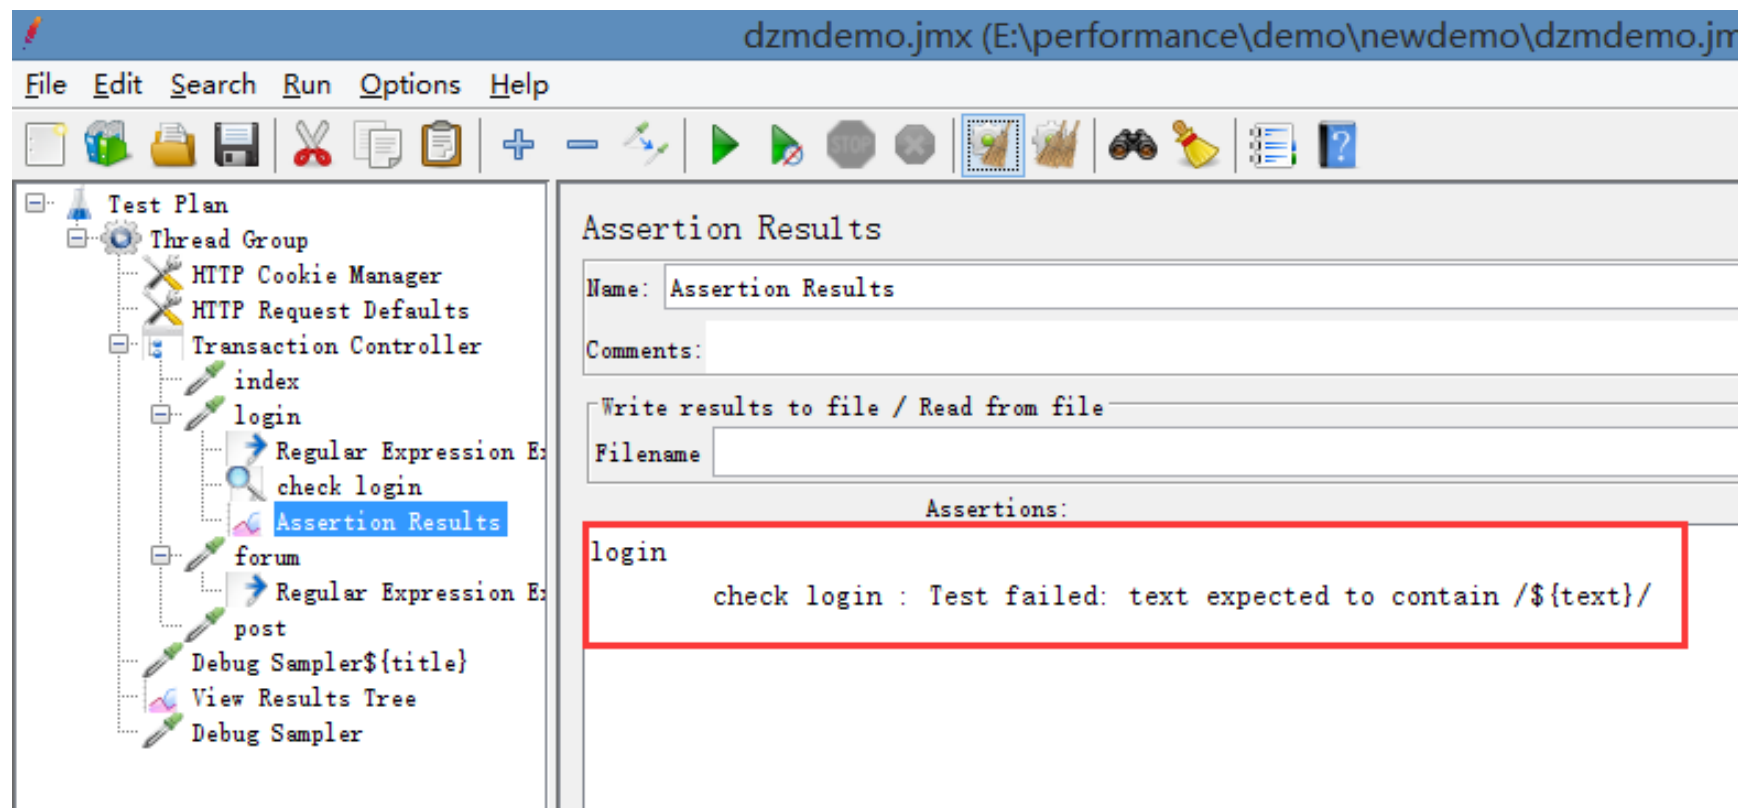 dzmdemo.jmx (E:\performance\demo\newdemo\dzmdemo.jm
File Edit Search Run Options Help
STOP
Test Plan
Thread Group
HTTP Cookie Manager
HTTP Request Defaults
Transaction Controller
index
login
Regular Expression E
check login
Assertion Results
forum
Regular Expression E
post
Debug Sampler${title}
View Results Tree
Debug Sampler
Assertion Results
Name: Assertion Results
Comments:
Write results to file / Read from file
Filename
Assertions:
login
check login : Test failed: text expected to contain /${text}/